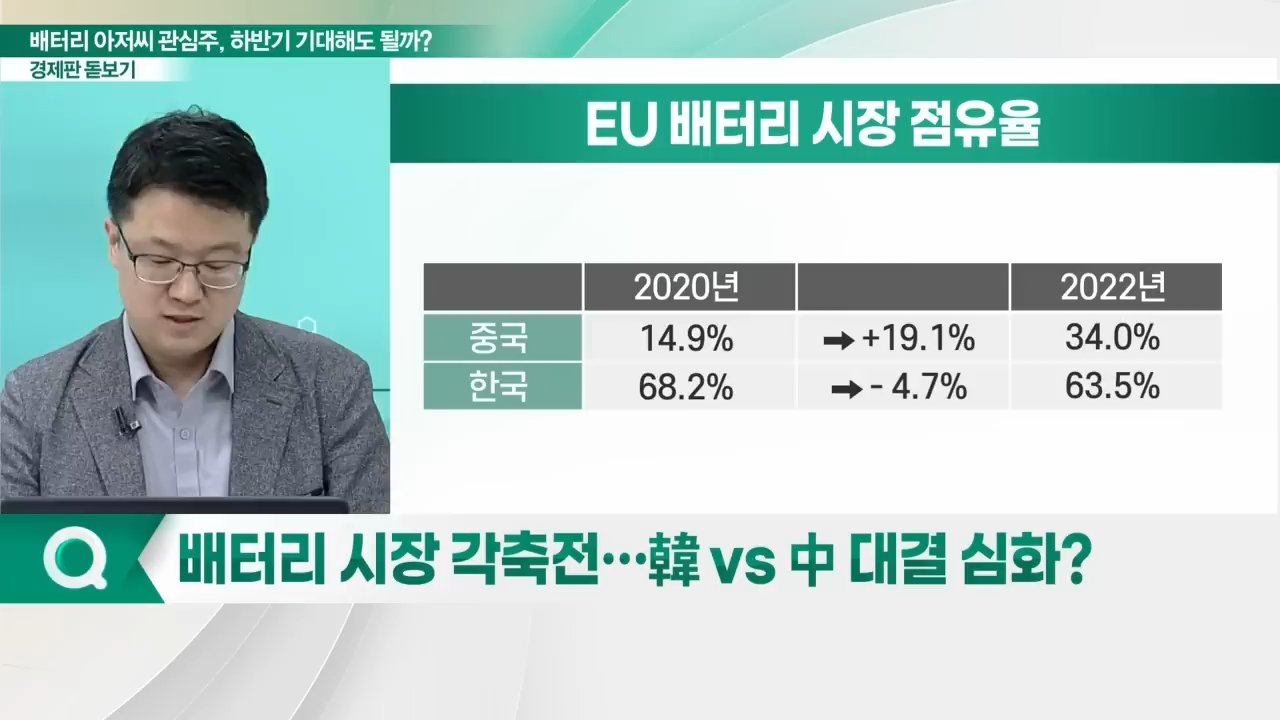 배터리 아저씨 관심주, 하반기 기대해도 될까?
경제판 돋보기
EU 배터리 시장 점유율
2020년 2022년
중국 14.9% ➡ +19.1% 34.0%
한국 68.2% ➡ - 4.7% 63.5%
배터리 시장 각축전…韓 vs 中 대결 심화?